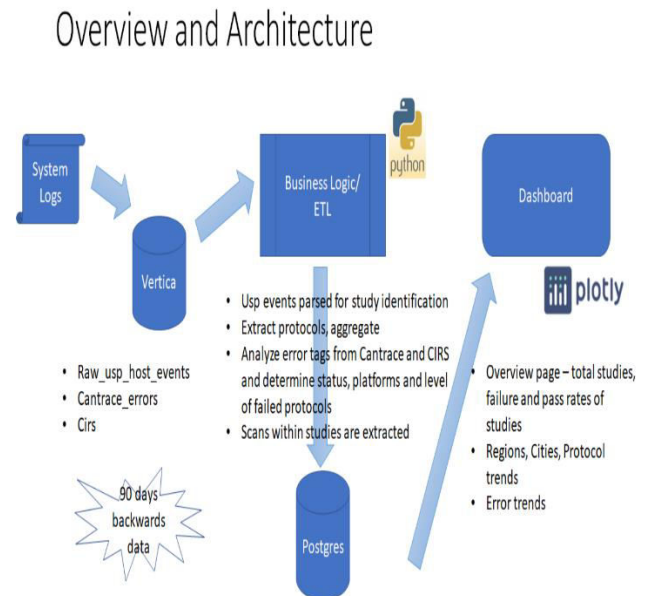 Overview and Architecture
System
Logs
Vertica
• Raw_usp_host_events
• Cantrace_errors
• Cirs
90 days
backwards
data
Business Logic/
ETL
python
• Usp events parsed for study identification
• Extract protocols, aggregate
• Analyze error tags from Cantrace and CIRS
and determine status, platforms and level
of failed protocols
• Scans within studies are extracted
Postgres
Dashboard
plotly
• Overview page – total studies,
failure and pass rates of
studies
• Regions, Cities, Protocol
trends
• Error trends